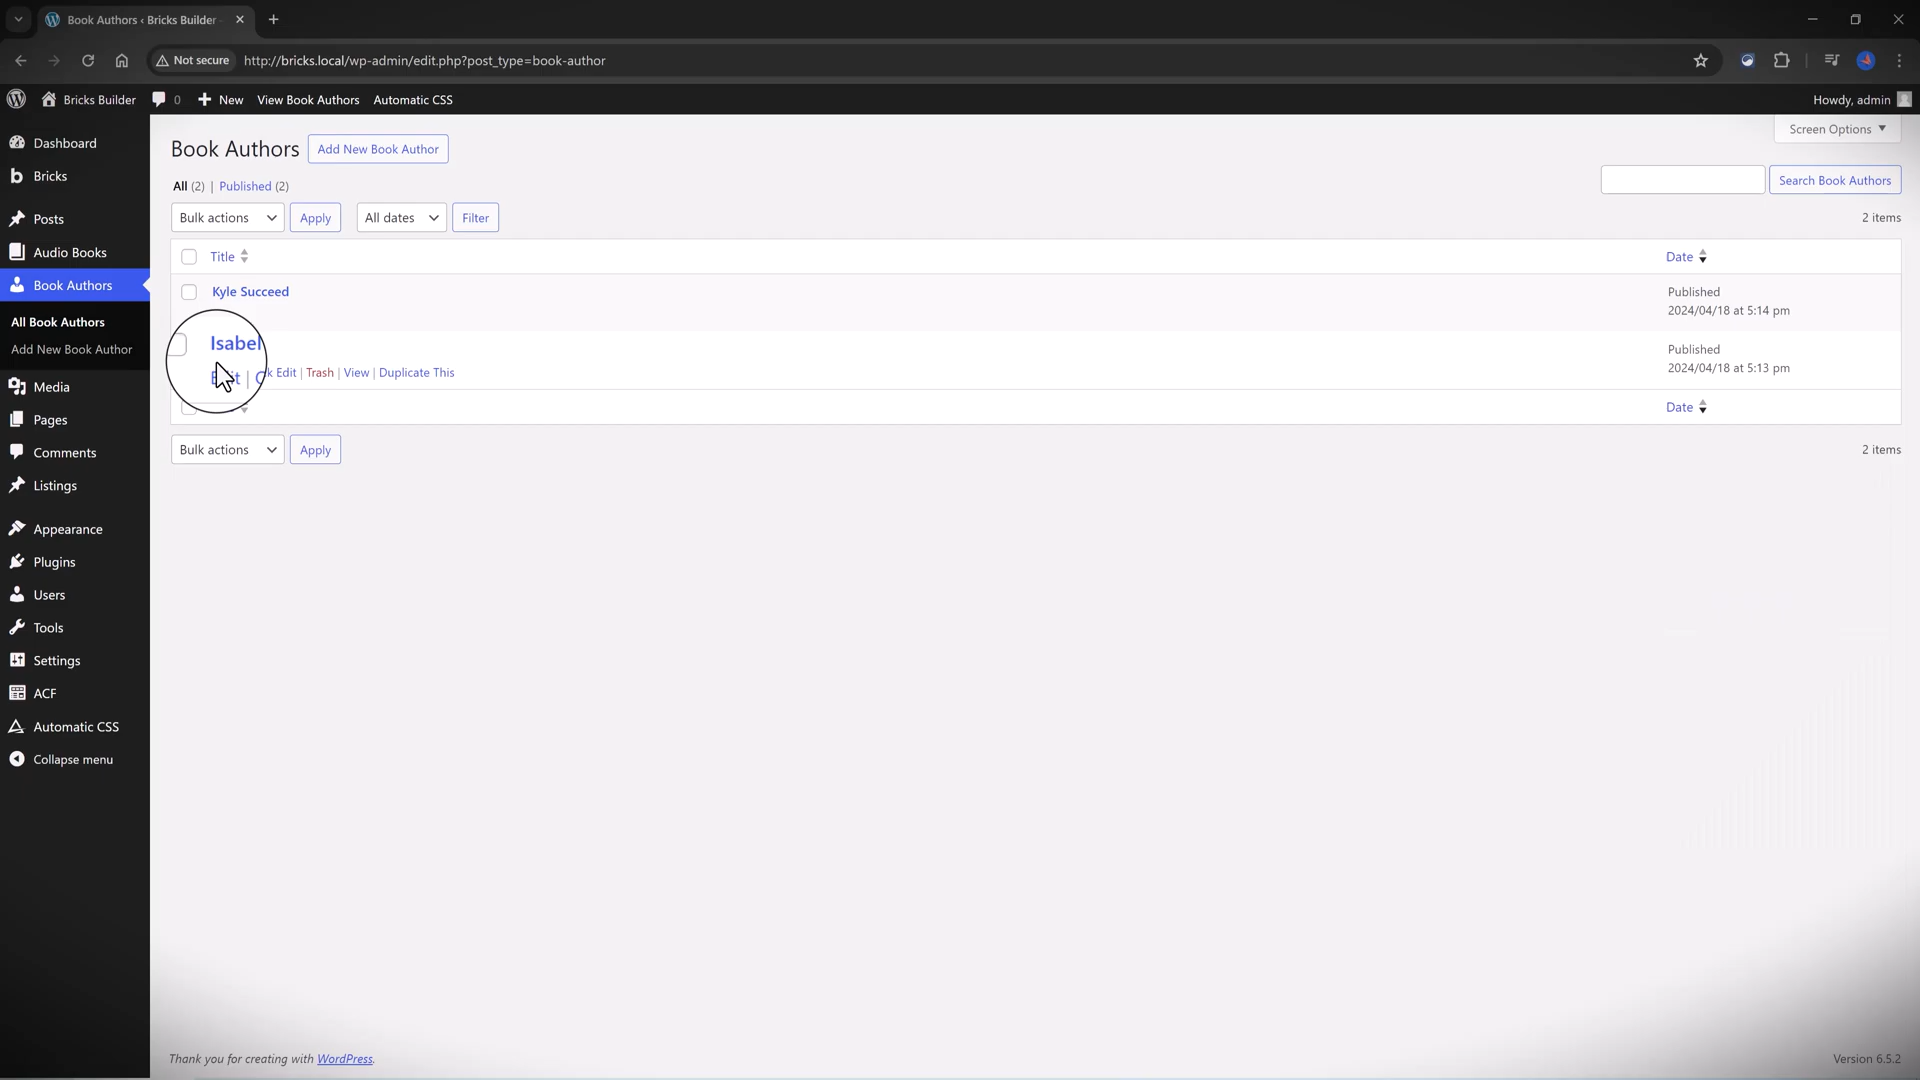 Book Authors ‹ Bricks Builder
Not secure
http://bricks.local/wp-admin/edit.php?post_type=book-author
Bricks Builder
0
New
View Book Authors
Automatic CSS
Howdy, admin
Screen Options
Dashboard
Bricks
Posts
Audio Books
Book Authors
All Book Authors
Add New Book Author
Media
Pages
Comments
Listings
Appearance
Plugins
Users
Tools
Settings
ACF
Automatic CSS
Collapse menu
Book Authors
Add New Book Author
All (2) | Published (2)
Search Book Authors
Bulk actions
Apply
All dates
Filter
2 items
Title
Date
Kyle Succeed
Published
2024/04/18 at 5:14 pm
Isabel
Edit | Trash | View | Duplicate This
Published
2024/04/18 at 5:13 pm
Date
Bulk actions
Apply
2 items
Thank you for creating with WordPress.
Version 6.5.2